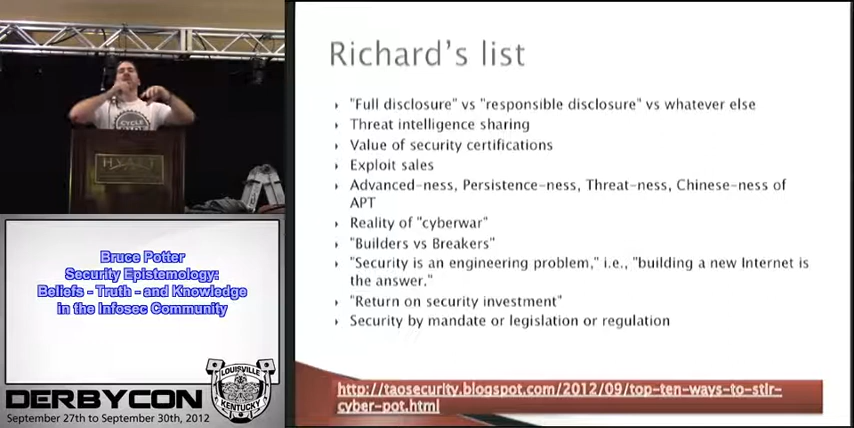 Richard's list
"Full disclosure" vs "responsible disclosure" vs whatever else
Threat intelligence sharing
Value of security certifications
Exploit sales
Advanced-ness, Persistence-ness, Threat-ness, Chinese-ness of
APT
Reality of "cyberwar"
"Builders vs Breakers"
"Security is an engineering problem," i.e., "building a new Internet is
the answer."
"Return on security investment"
Security by mandate or legislation or regulation
http://taosecurity.blogspot.com/2012/09/top-ten-ways-to-stir-
cyber-pot.html
CYCLE
HYATT
Bruce Potter
Security Epistemology:
Beliefs - Truth - and Knowledge
in the Infosec Community
LOUISVILLE
KENTUCKY
DERBYCON
September 27th to September 30th, 2012